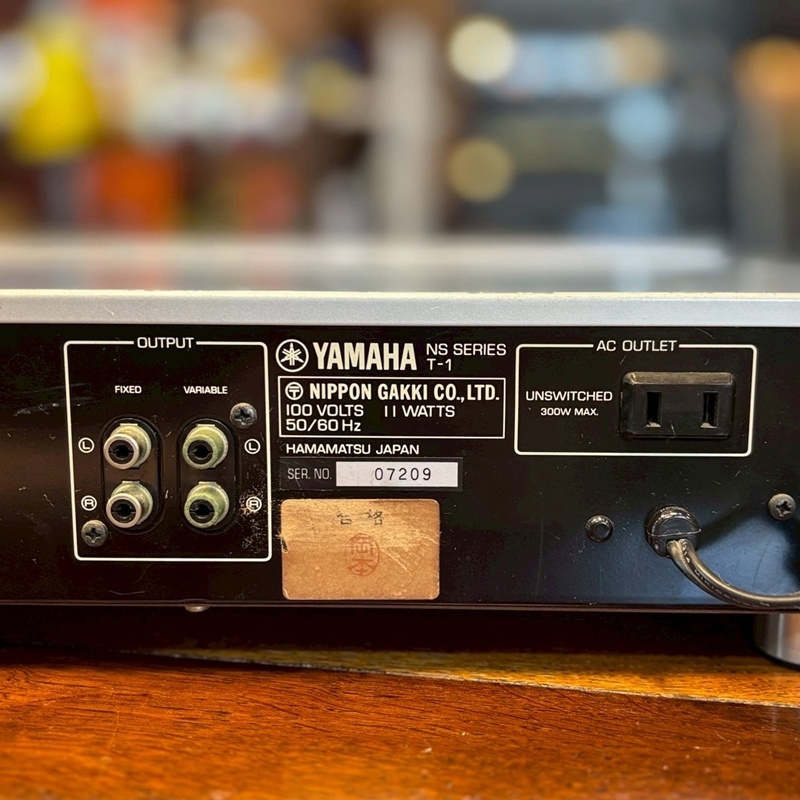 OUTPUT
FIXED VARIABLE
L L
R R
YAMAHA NS SERIES
T-1
NIPPON GAKKI CO., LTD.
100 VOLTS 11 WATTS
50/60 Hz
HAMAMATSU JAPAN
SER. NO. 07209
合格
AC OUTLET
UNSWITCHED
300W MAX.